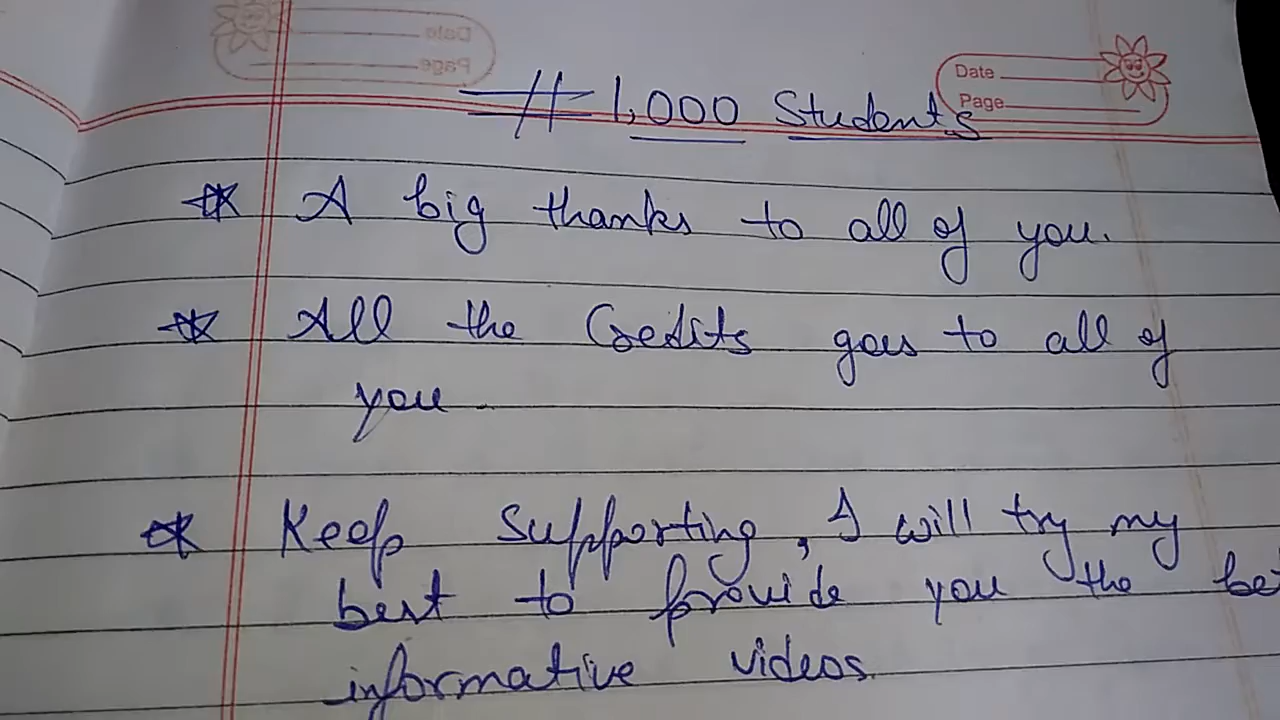 Date
Page
# 1,000 Students
A big thanks to all of you.
All the Credits goes to all of
you.
Keep Supporting, I will try my
best to provide you the
informative videos.